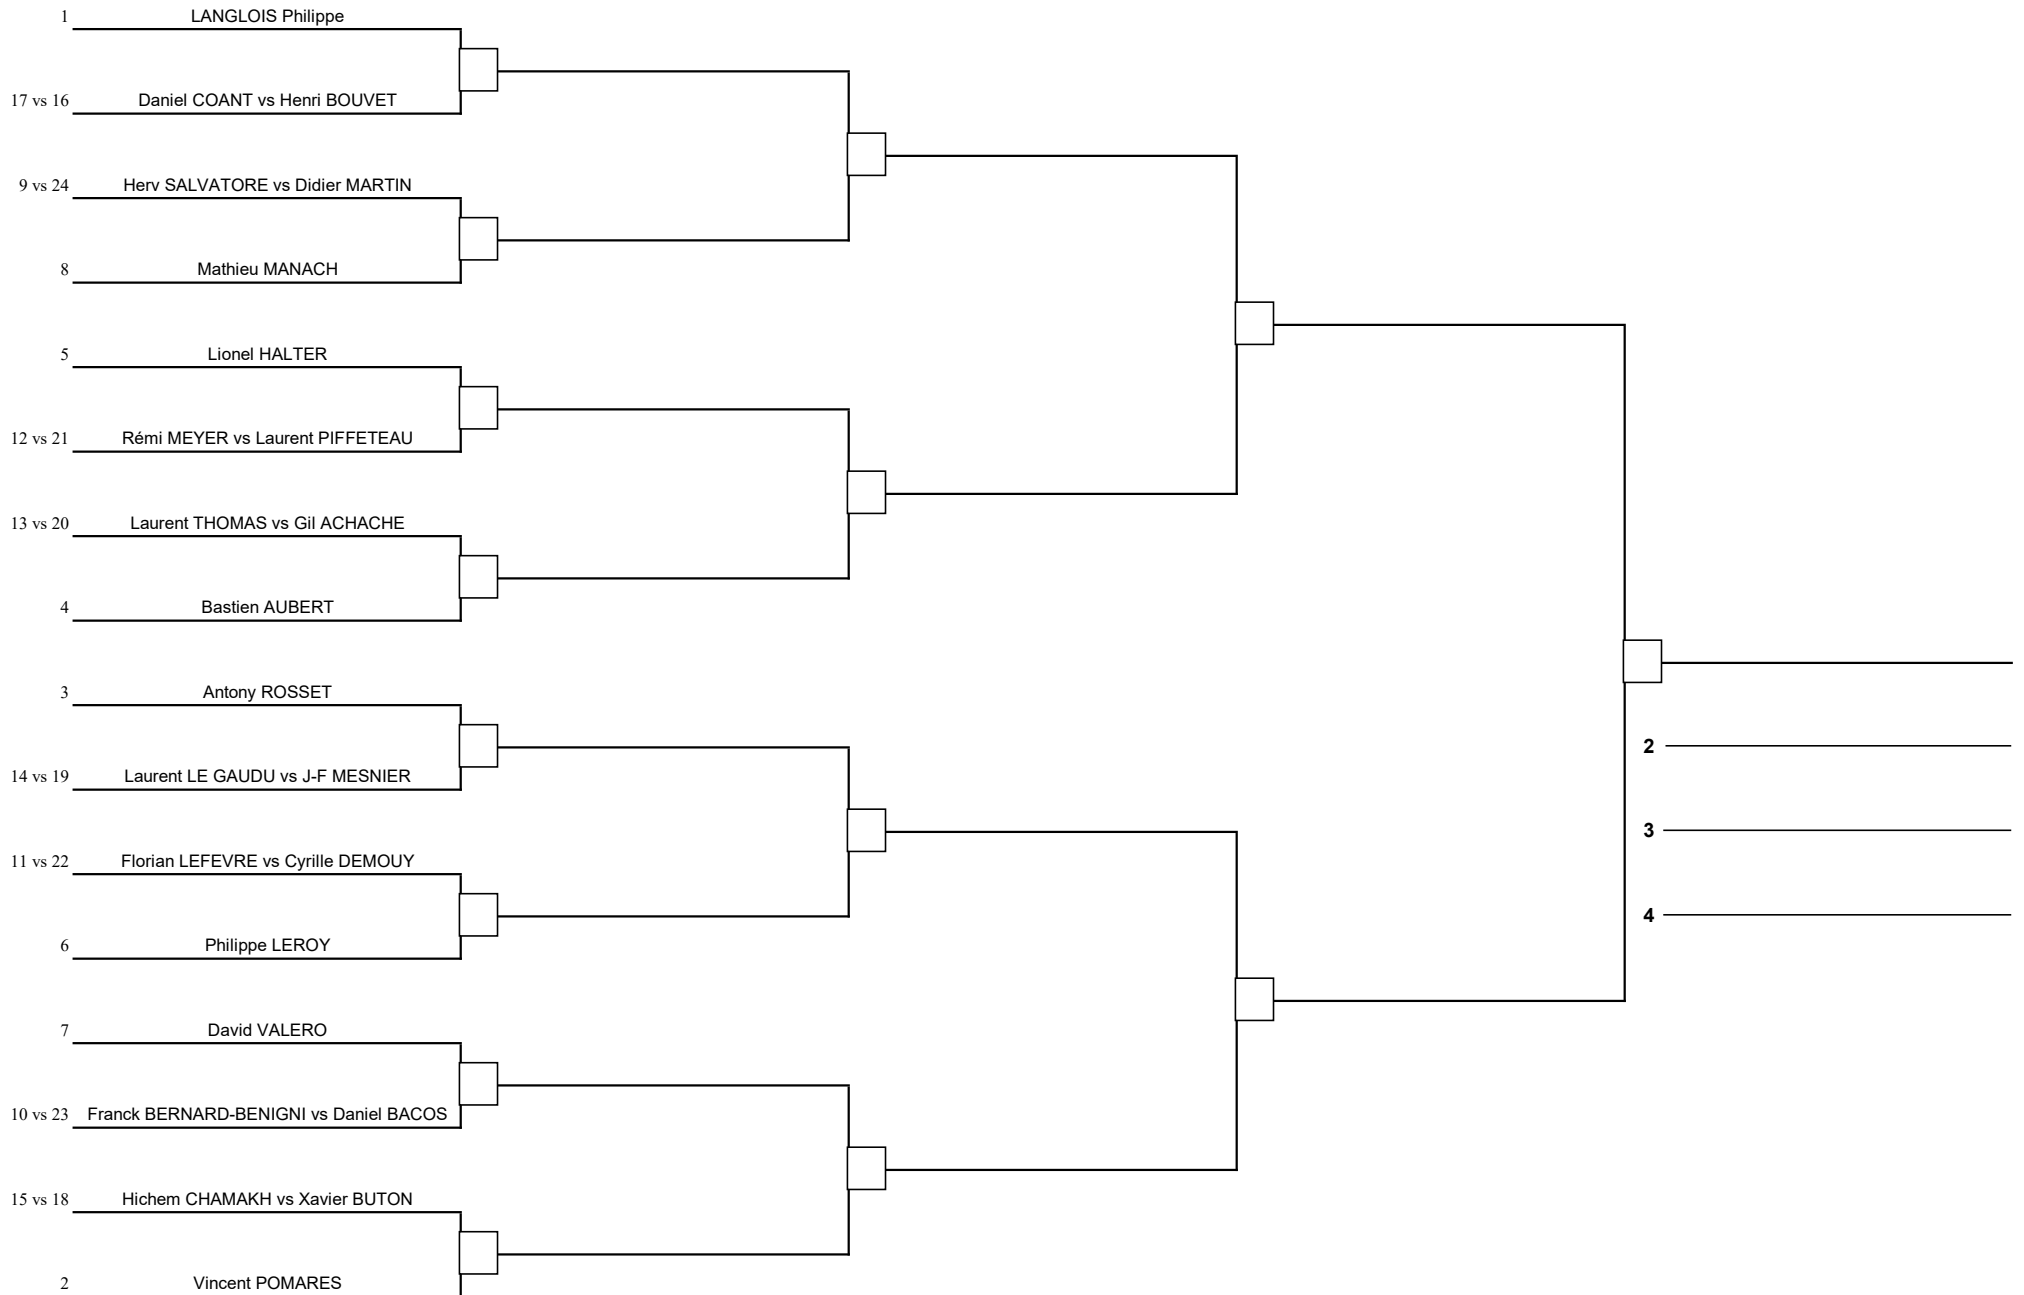 1 LANGLOIS Philippe
17 vs 16 Daniel COANT vs Henri BOUVET
9 vs 24 Herv SALVATORE vs Didier MARTIN
8 Mathieu MANACH
5 Lionel HALTER
12 vs 21 Rémi MEYER vs Laurent PIFFETEAU
13 vs 20 Laurent THOMAS vs Gil ACHACHE
4 Bastien AUBERT
3 Antony ROSSET
2
14 vs 19 Laurent LE GAUDU vs J-F MESNIER
3
11 vs 22 Florian LEFEVRE vs Cyrille DEMOUY
4
6 Philippe LEROY
7 David VALERO
10 vs 23 Franck BERNARD-BENIGNI vs Daniel BACOS
15 vs 18 Hichem CHAMAKH vs Xavier BUTON
2 Vincent POMARES